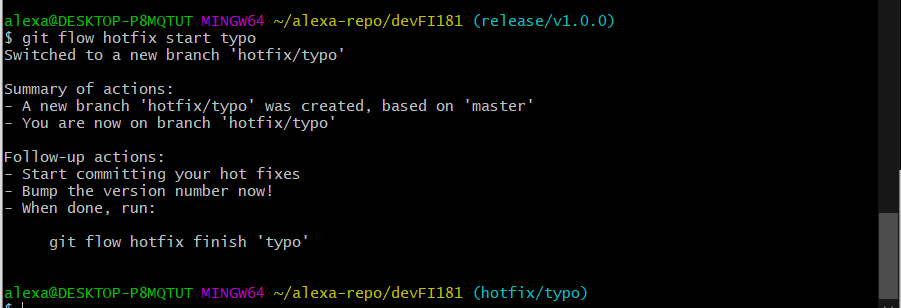 alexa@DESKTOP-P8MQTUT MINGW64 ~/alexa-repo/devFI181 (release/v1.0.0)
$ git flow hotfix start typo
Switched to a new branch 'hotfix/typo'
Summary of actions:
- A new branch 'hotfix/typo' was created, based on 'master'
- You are now on branch 'hotfix/typo'
Follow-up actions:
- Start committing your hot fixes
- Bump the version number now!
- When done, run:
git flow hotfix finish 'typo'
alexa@DESKTOP-P8MQTUT MINGW64 ~/alexa-repo/devFI181 (hotfix/typo)
$